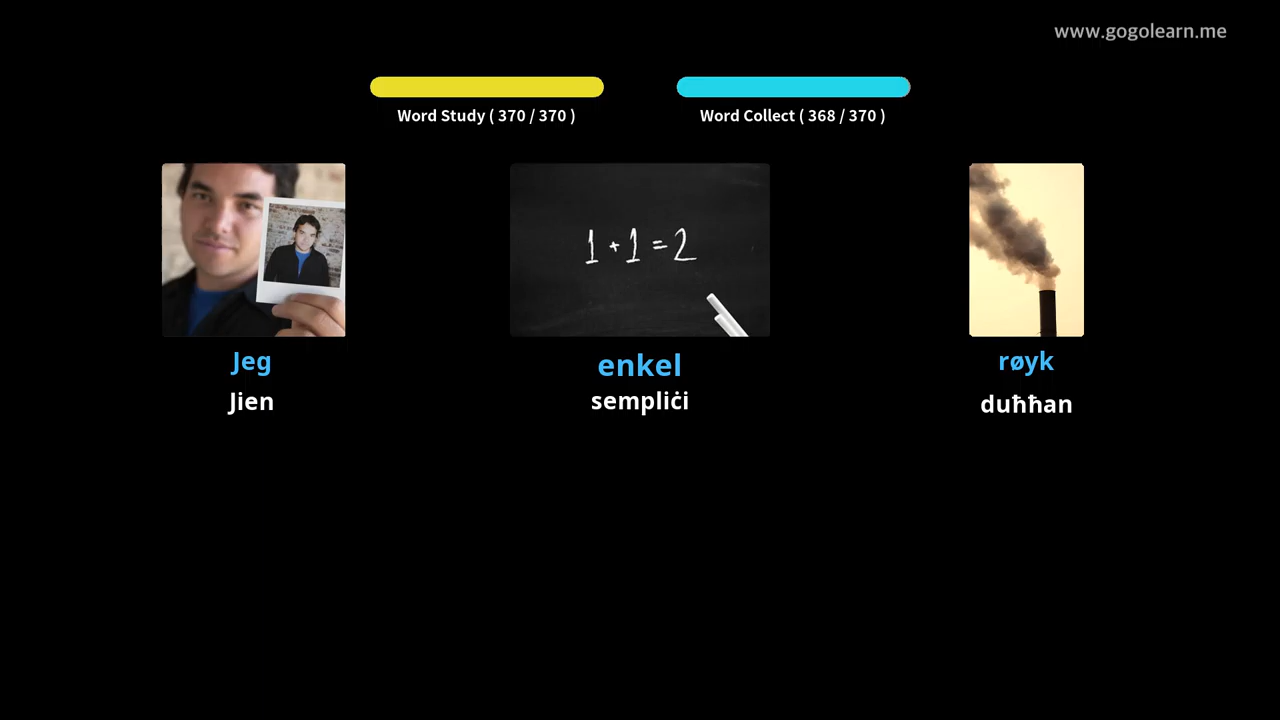 www.gogolearn.me
Word Study ( 370 / 370 )
Word Collect ( 368 / 370 )
1 + 1 = 2
Jeg
enkel
røyk
Jien
sempliċi
duħħan